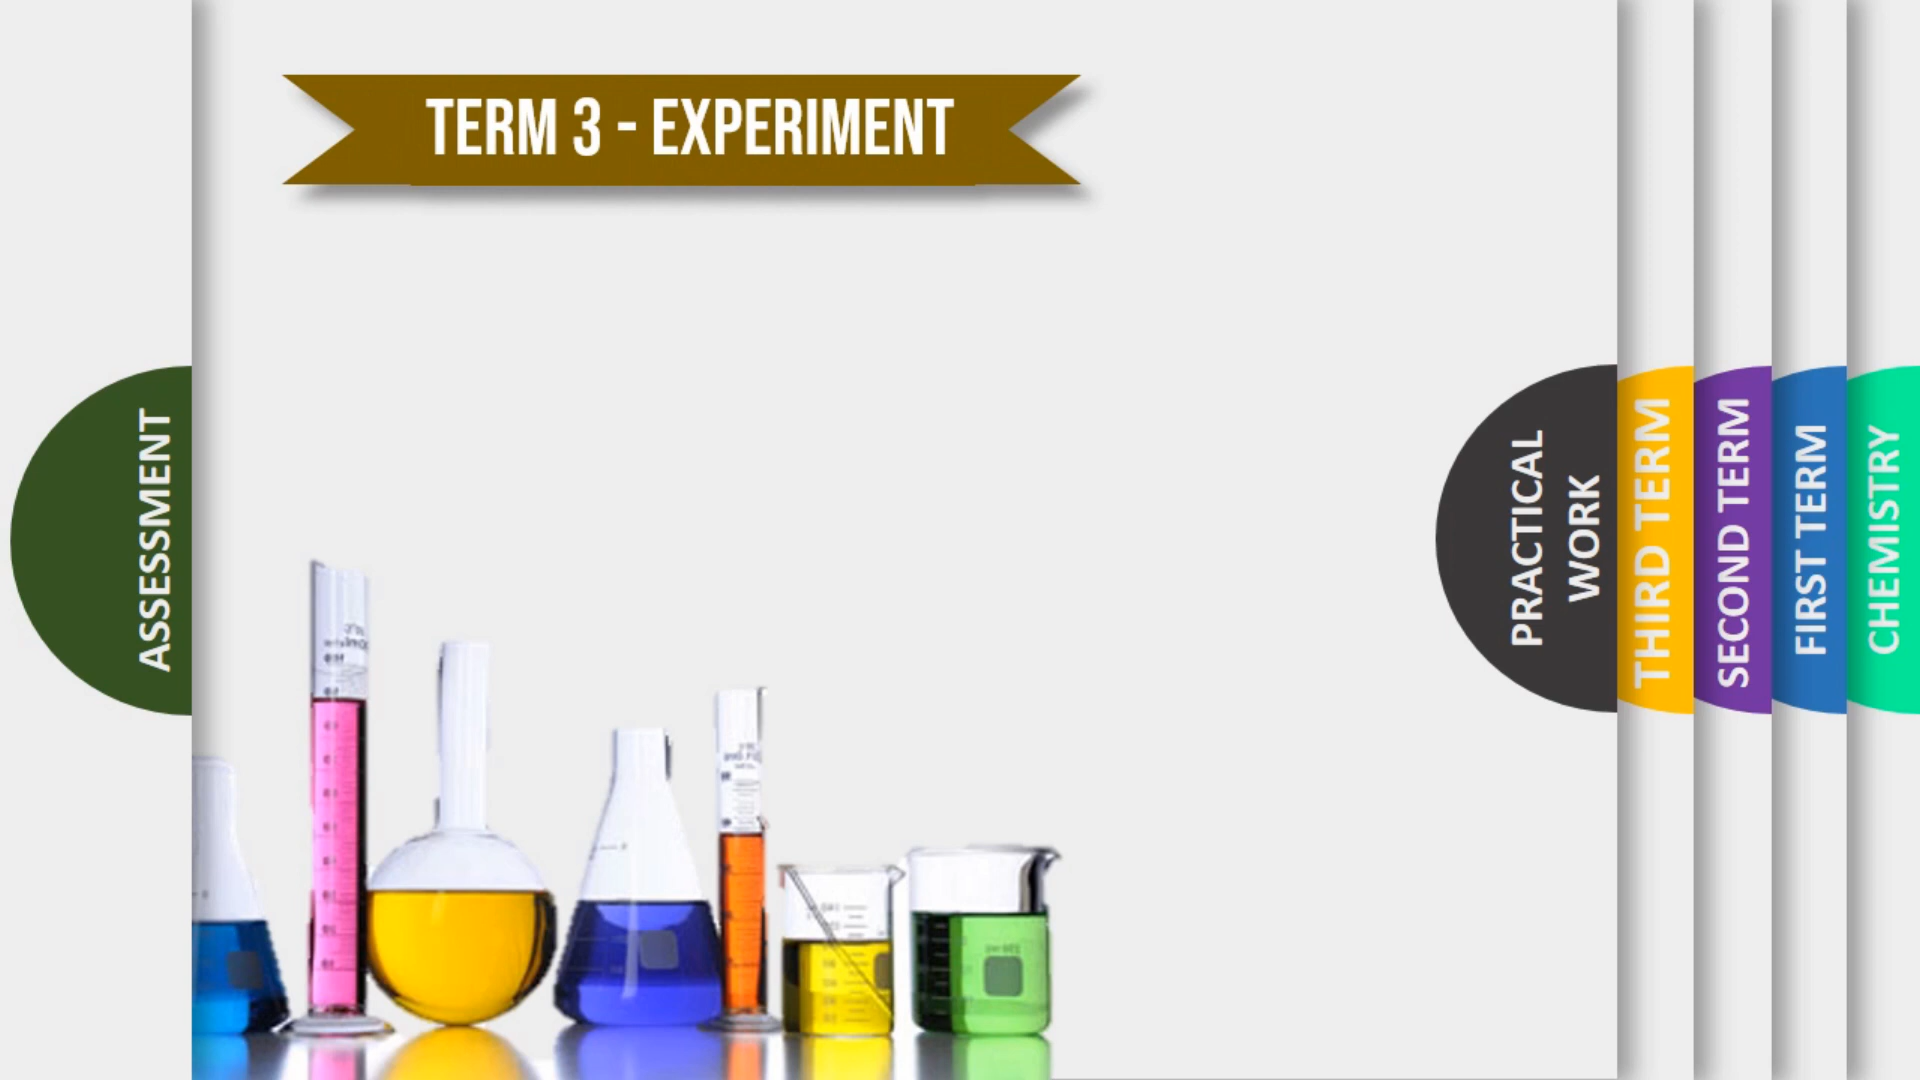 TERM 3 - EXPERIMENT
ASSESSMENT
PRACTICAL
WORK
THIRD TERM
SECOND TERM
FIRST TERM
CHEMISTRY